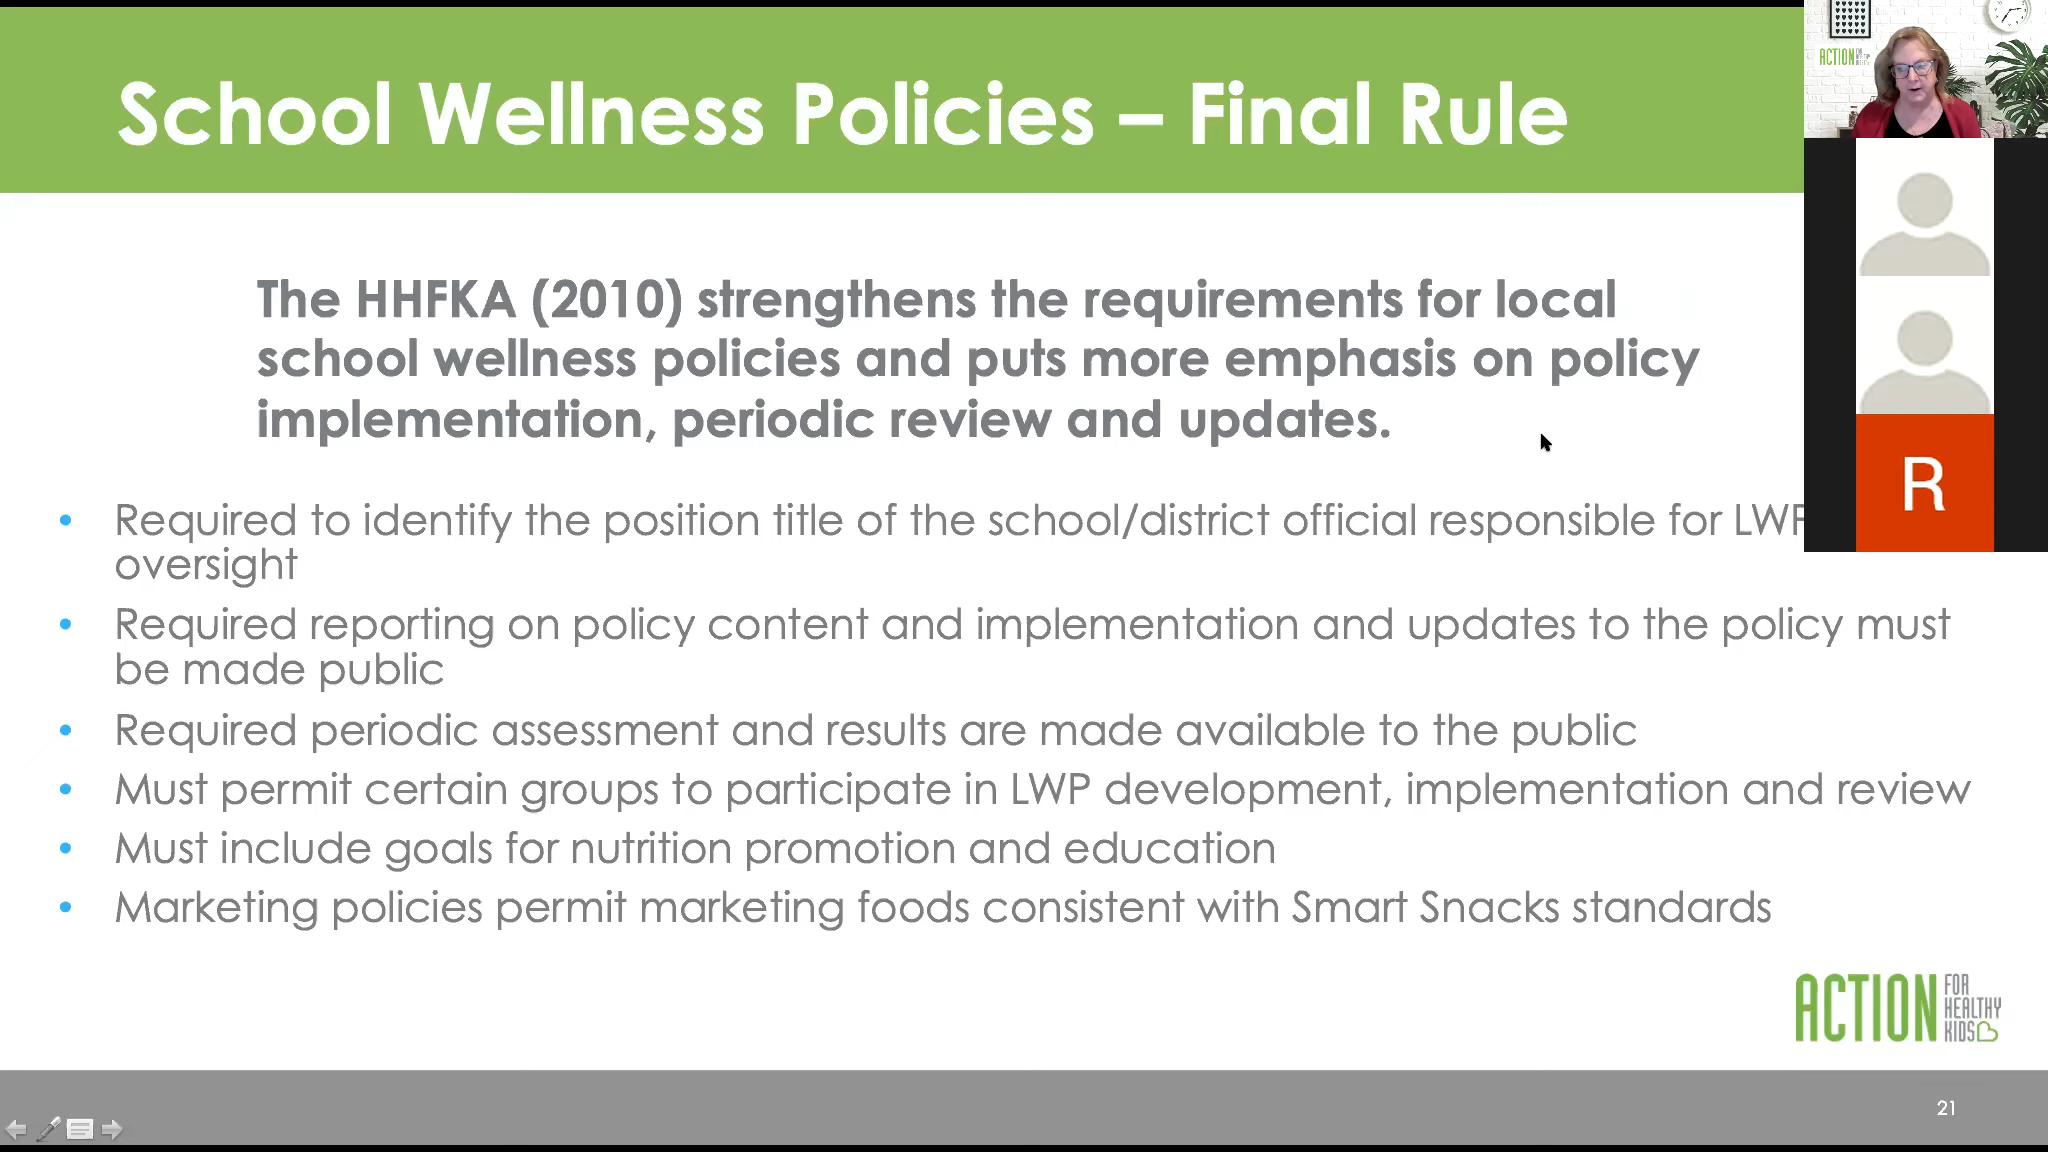 School Wellness Policies – Final Rule
ACTION
The HHFKA (2010) strengthens the requirements for local
school wellness policies and puts more emphasis on policy
implementation, periodic review and updates.
R
• Required to identify the position title of the school/district official responsible for LWP
oversight
• Required reporting on policy content and implementation and updates to the policy must
be made public
• Required periodic assessment and results are made available to the public
• Must permit certain groups to participate in LWP development, implementation and review
• Must include goals for nutrition promotion and education
• Marketing policies permit marketing foods consistent with Smart Snacks standards
ACTION FOR
HEALTHY
KIDS
21